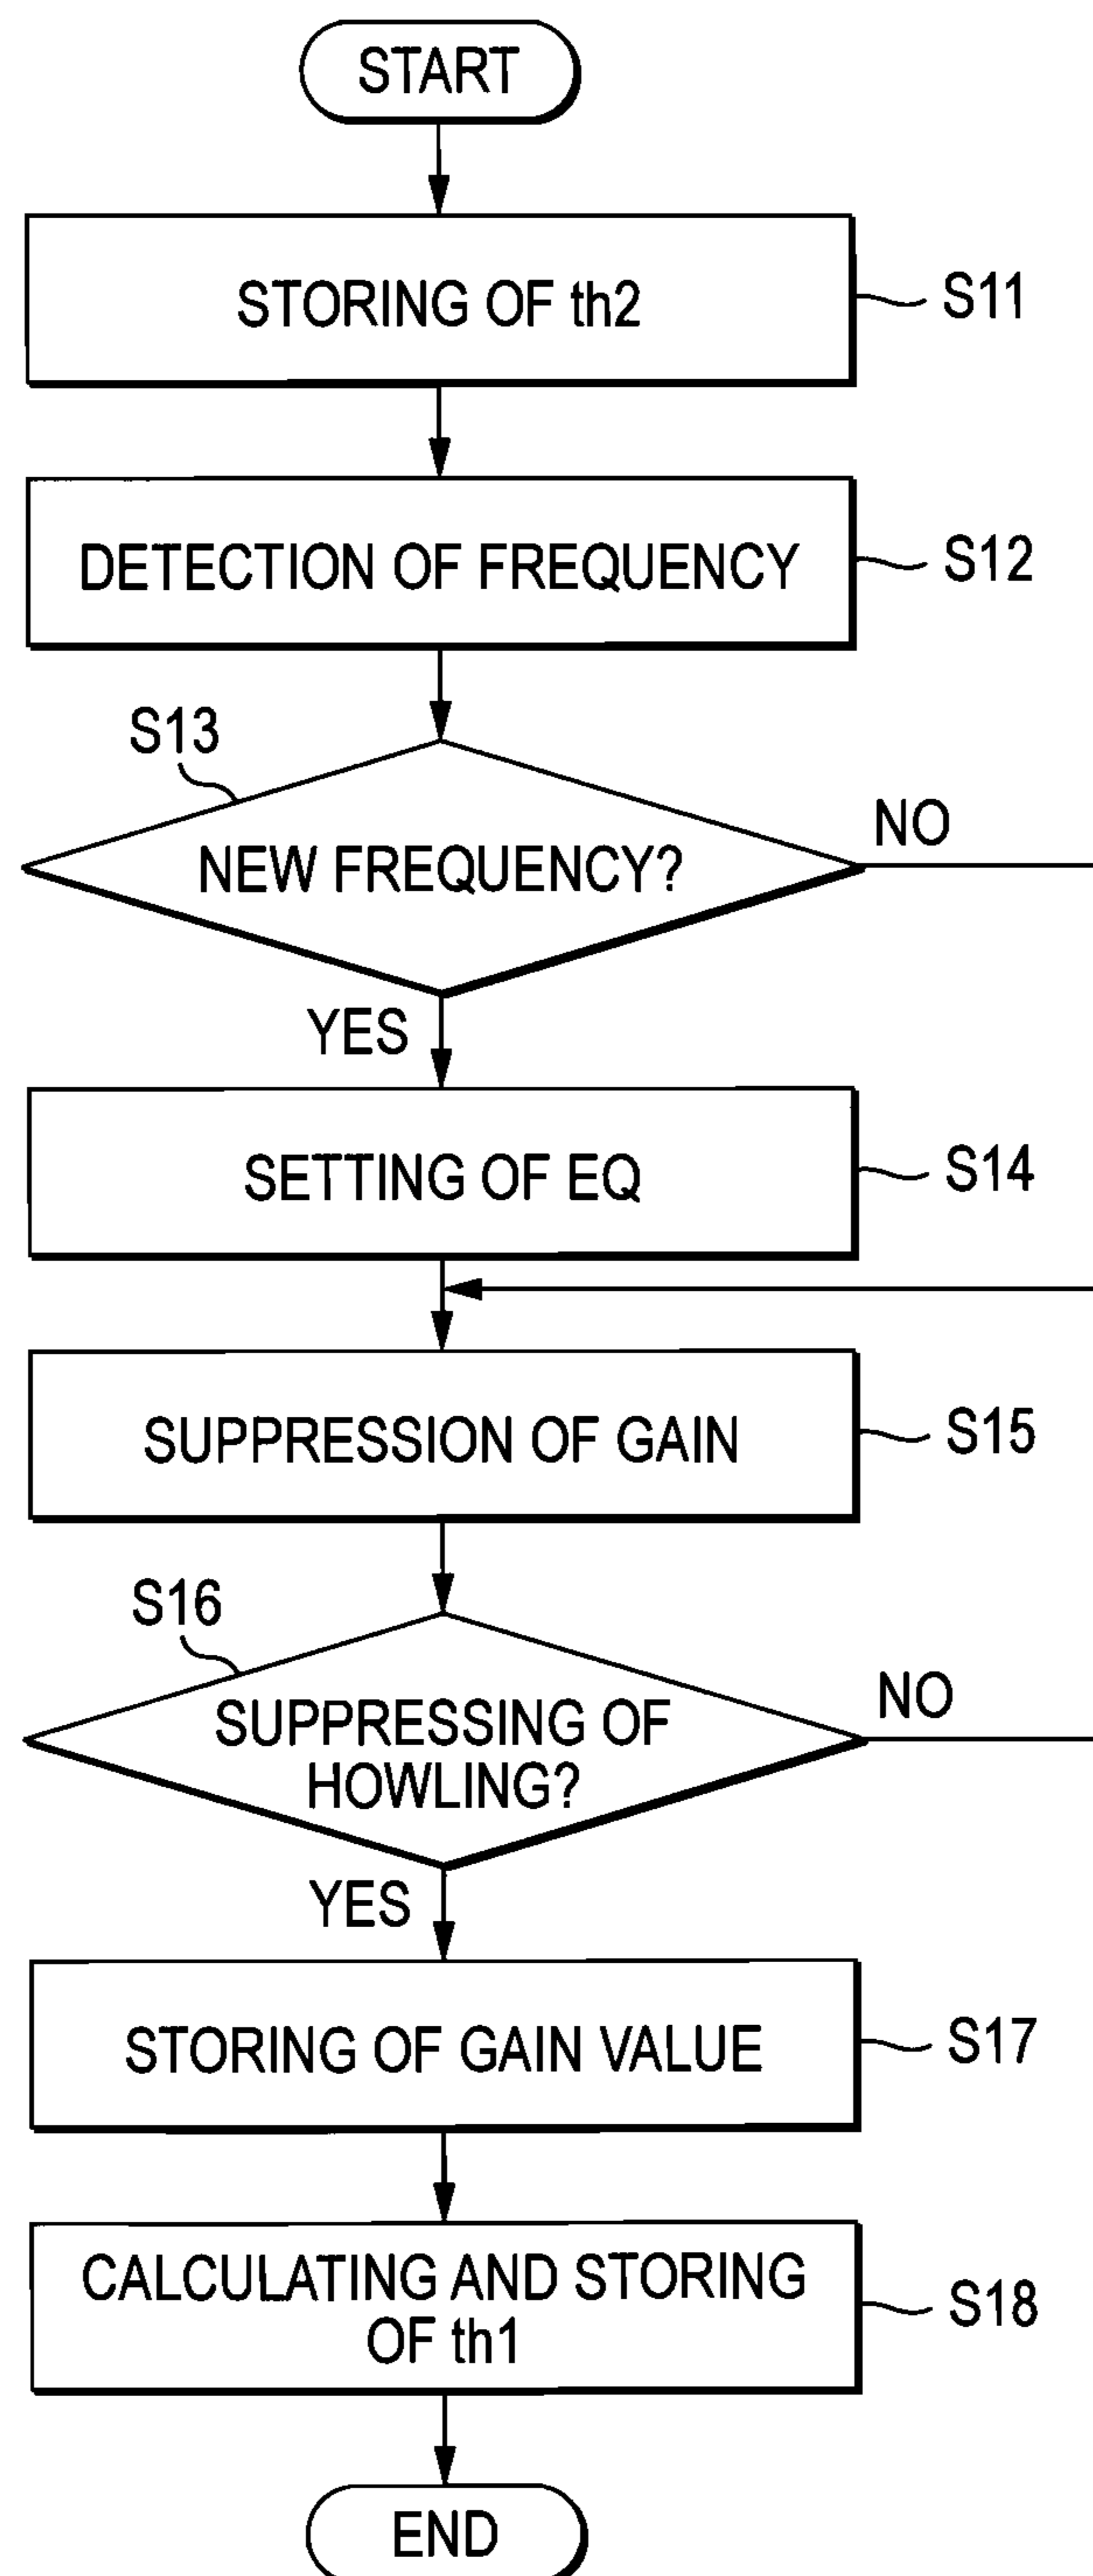 START
STORING OF th2
S11
DETECTION OF FREQUENCY
S12
S13
NEW FREQUENCY?
NO
YES
SETTING OF EQ
S14
SUPPRESSION OF GAIN
S15
S16
SUPPRESSING OF
HOWLING?
NO
YES
STORING OF GAIN VALUE
S17
CALCULATING AND STORING
OF th1
S18
END